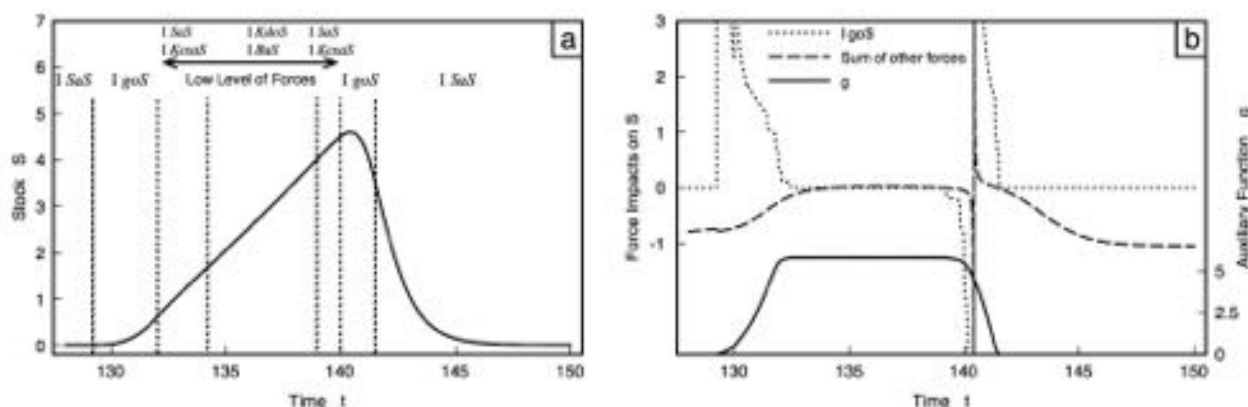 a
7
6
5
4
3
2
1
0
Stock S
I SaS I KdoS I SaS
I KcnaS I BaS I KcnaS
Low Level of Forces
I SaS I goS I goS I SaS
130 135 140 145 150
Time t
b
3
2
1
0
-1
Force Impacts on S
I goS
Sum of other forces
g
5
2.5
0
Auxiliary Function g
130 135 140 145 150
Time t